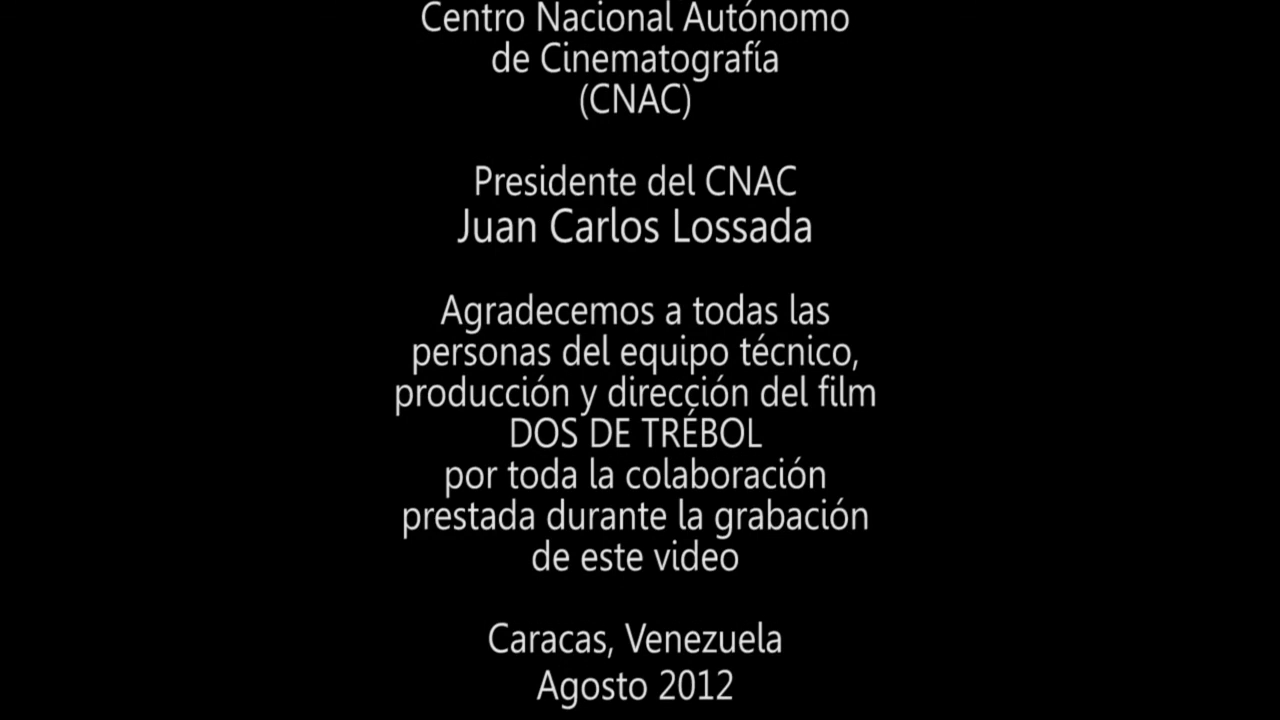 Centro Nacional Autónomo
de Cinematografía
(CNAC)
Presidente del CNAC
Juan Carlos Lossada
Agradecemos a todas las
personas del equipo técnico,
producción y dirección del film
DOS DE TRÉBOL
por toda la colaboración
prestada durante la grabación
de este video
Caracas, Venezuela
Agosto 2012